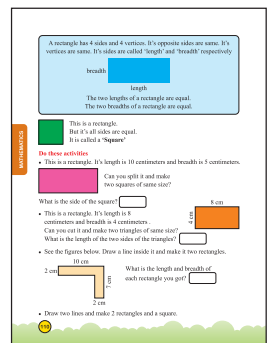 A rectangle has 4 sides and 4 vertices. It's opposite sides are same. It's
vertices are same. It's sides are called 'length' and 'breadth' respectively
breadth
length
The two lengths of a rectangle are equal.
The two breadths of a rectangle are equal.
This is a rectangle.
But it's all sides are equal.
It is called a 'Square'
MATHEMATICS
Do these activities
• This is a rectangle. It's length is 10 centimeters and breadth is 5 centimeters.
Can you split it and make
two squares of same size?
What is the side of the square?
• This is a rectangle. It's length is 8
centimeters and breadth is 4 centimeters .
Can you cut it and make two triangles of same size?
What is the length of the two sides of the triangles?
8 cm
4 cm
• See the figures below. Draw a line inside it and make it two rectangles.
10 cm
2 cm
7 cm
2 cm
What is the length and breadth of
each rectangle you got?
• Draw two lines and make 2 rectangles and a square.
110